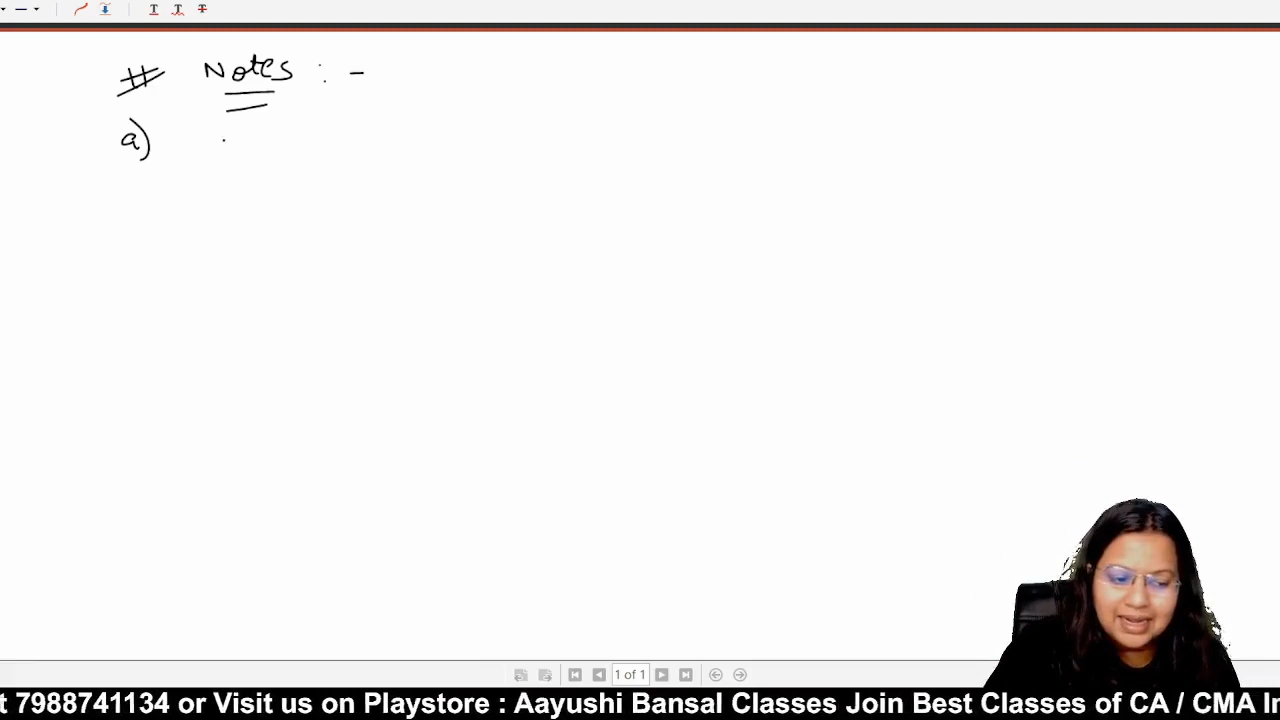 # Notes : -
a)
1 of 1
t 7988741134 or Visit us on Playstore : Aayushi Bansal Classes Join Best Classes of CA / CMA In